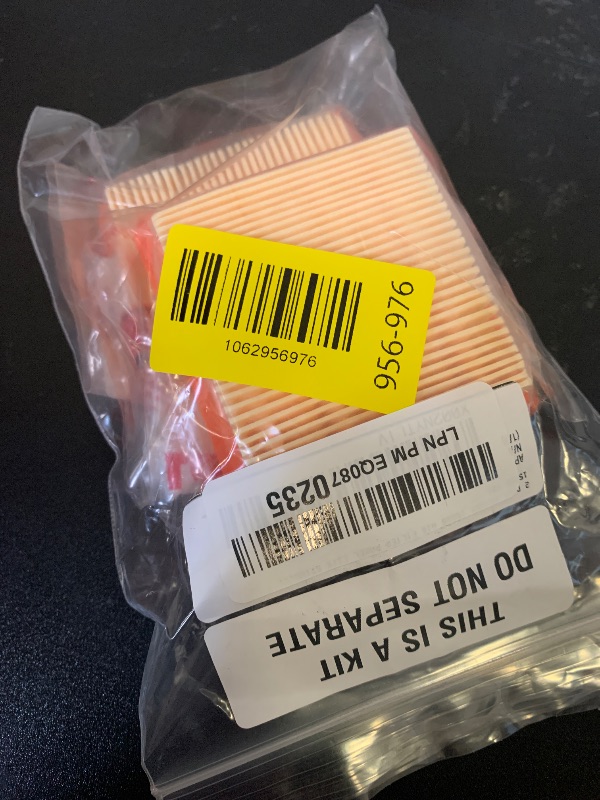 1062956976
956-976
LPN PM EQ087 0235
THIS IS A KIT
DO NOT SEPARATE